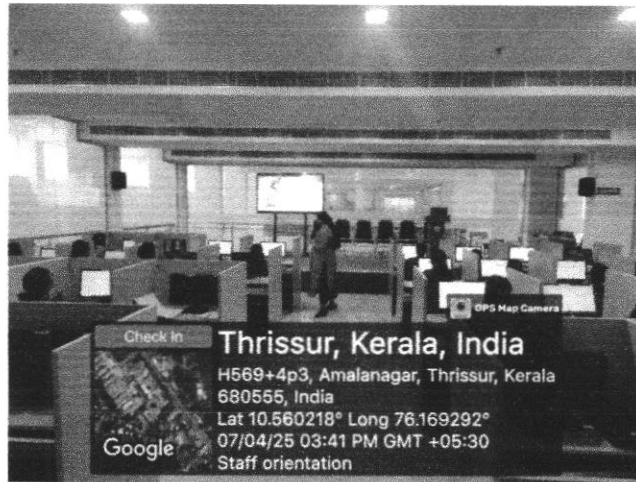 GPS Map Camera
Check In
Thrissur, Kerala, India
H569+4p3, Amalanagar, Thrissur, Kerala
680555, India
Lat 10.560218° Long 76.169292°
07/04/25 03:41 PM GMT +05:30
Staff orientation
Google